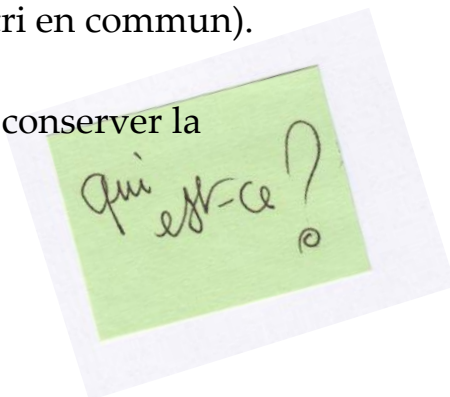 ri en commun).
conserver la
qui
est-ce ?